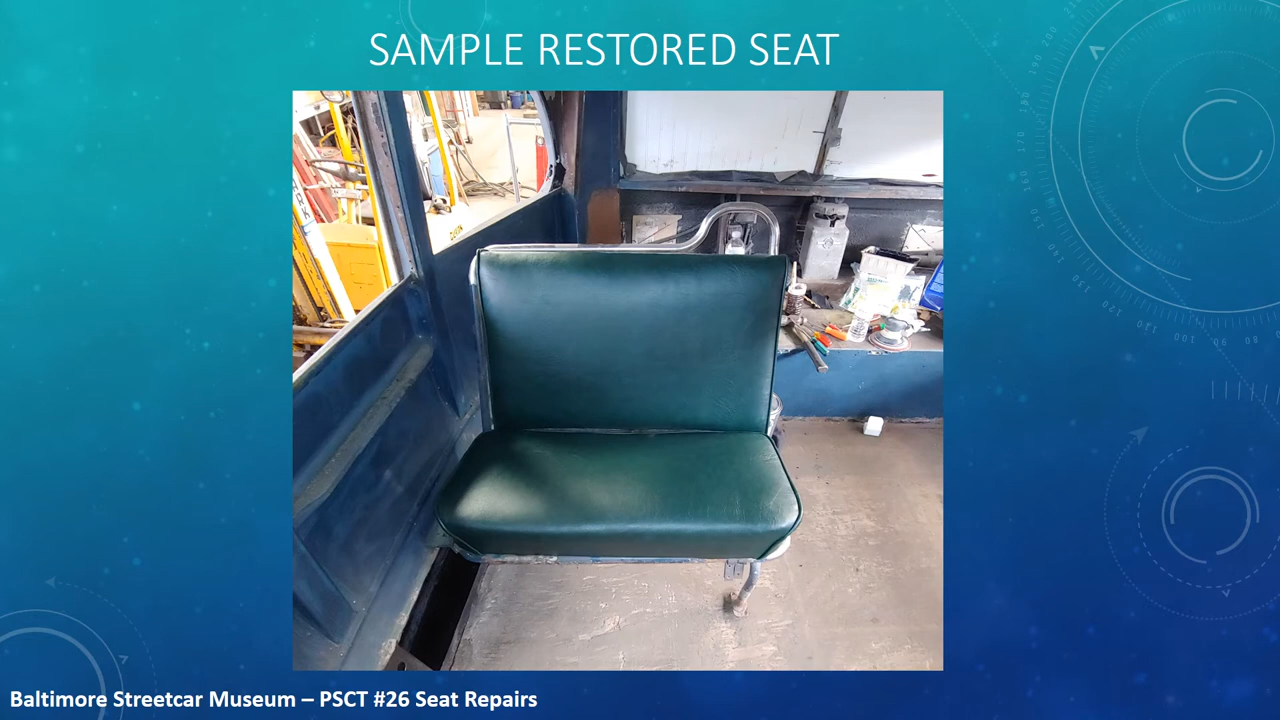 SAMPLE RESTORED SEAT
Baltimore Streetcar Museum – PSCT #26 Seat Repairs